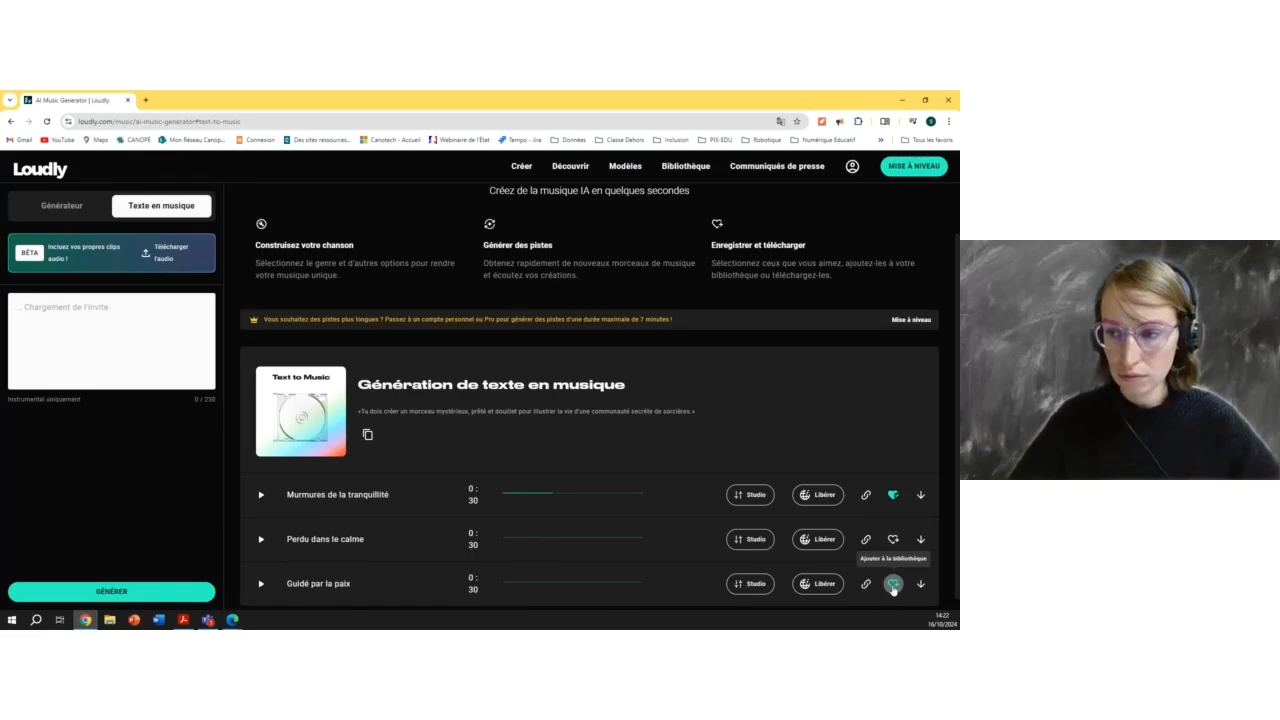 AI Music Generator | Loudly
loudly.com/music/ai-music-generator#text-to-music
Gmail YouTube Maps CANOPÉ Mon Réseau Canop... Connexion Des sites ressources... Canotech - Accueil Webinaire de l'État Tempo - Jira Données Classe Dehors Inclusion PIX-EDU Robotique Numérique Educatif » Tous les favoris
Loudly
Créer Découvrir Modèles Bibliothèque Communiqués de presse MISE À NIVEAU
Générateur Texte en musique
BÊTA Incluez vos propres clips audio ! Télécharger l'audio
... Chargement de l'Invite
Instrumental uniquement 0 / 250
GÉNÉRER
Créez de la musique IA en quelques secondes
Construisez votre chanson
Sélectionnez le genre et d'autres options pour rendre
votre musique unique.
Générer des pistes
Obtenez rapidement de nouveaux morceaux de musique
et écoutez vos créations.
Enregistrer et télécharger
Sélectionnez ceux que vous aimez, ajoutez-les à votre
bibliothèque ou téléchargez-les.
Vous souhaitez des pistes plus longues ? Passez à un compte personnel ou Pro pour générer des pistes d'une durée maximale de 7 minutes ! Mise à niveau
Text to Music
Génération de texte en musique
«Tu dois créer un morceau mystérieux, prêté et douillet pour illustrer la vie d'une communauté secrète de sorcières.«
Murmures de la tranquillité 0 : 30 Studio Libérer
Perdu dans le calme 0 : 30 Studio Libérer
Ajouter à la bibliothèque
Guidé par la paix 0 : 30 Studio Libérer
14:22
16/10/2024